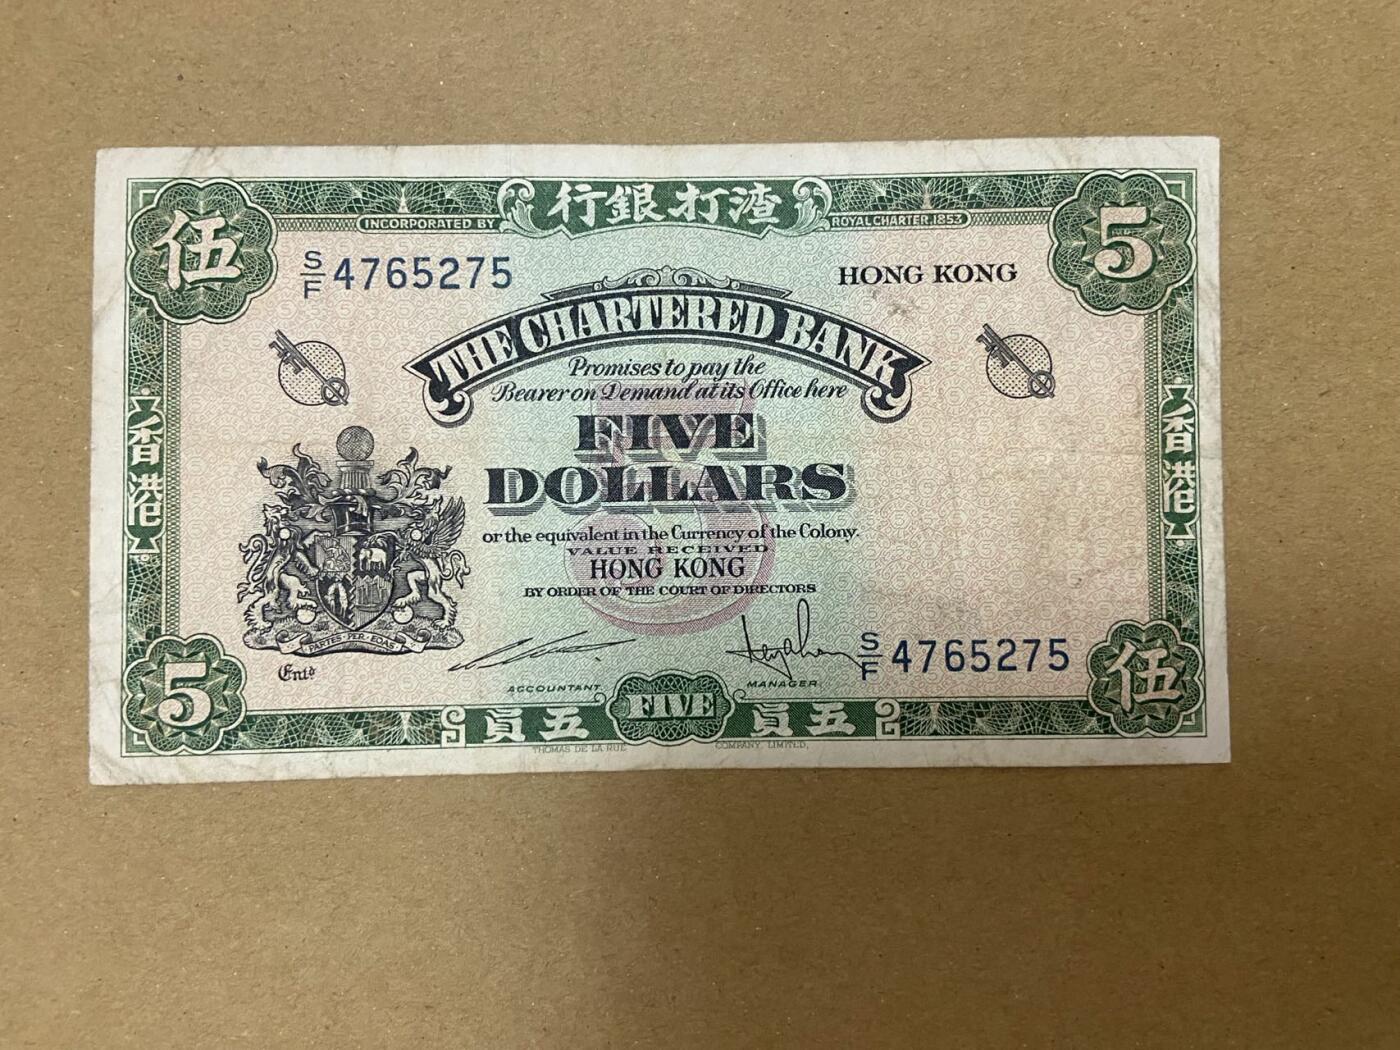 行銀打渣
INCORPORATED BY ROYAL CHARTER 1853
伍
5
S/F 4765275
HONG KONG
THE CHARTERED BANK
Promises to pay the
Bearer on Demand at its Office here
FIVE
DOLLARS
or the equivalent in the Currency of the Colony.
VALUE RECEIVED
HONG KONG
BY ORDER OF THE COURT OF DIRECTORS
香港
香港
PARTES·PER·EOAS
Entd
ACCOUNTANT
MANAGER
S/F 4765275
5
員五
FIVE
員五
伍
THOMAS DE LA RUE COMPANY, LIMITED,